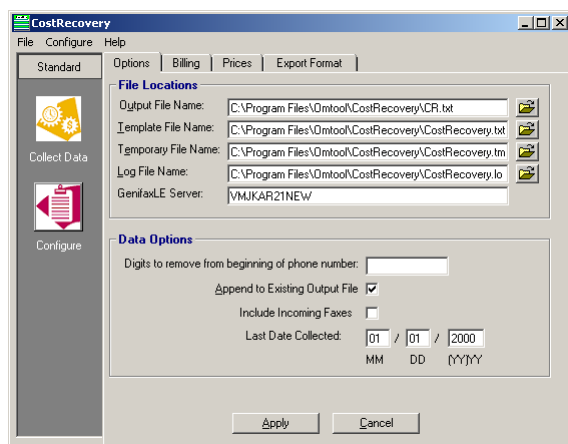 CostRecovery
File Configure Help
Standard
Options Billing Prices Export Format
File Locations
Output File Name: C:\Program Files\Omtool\CostRecovery\CR.txt
Template File Name: C:\Program Files\Omtool\CostRecovery\CostRecovery.txt
Temporary File Name: C:\Program Files\Omtool\CostRecovery\CostRecovery.tm
Log File Name: C:\Program Files\Omtool\CostRecovery\CostRecovery.lo
GenifaxLE Server: VMJKAR21NEW
Collect Data
Configure
Data Options
Digits to remove from beginning of phone number:
Append to Existing Output File
Include Incoming Faxes
Last Date Collected: 01 / 01 / 2000
MM DD (YY)YY
Apply Cancel